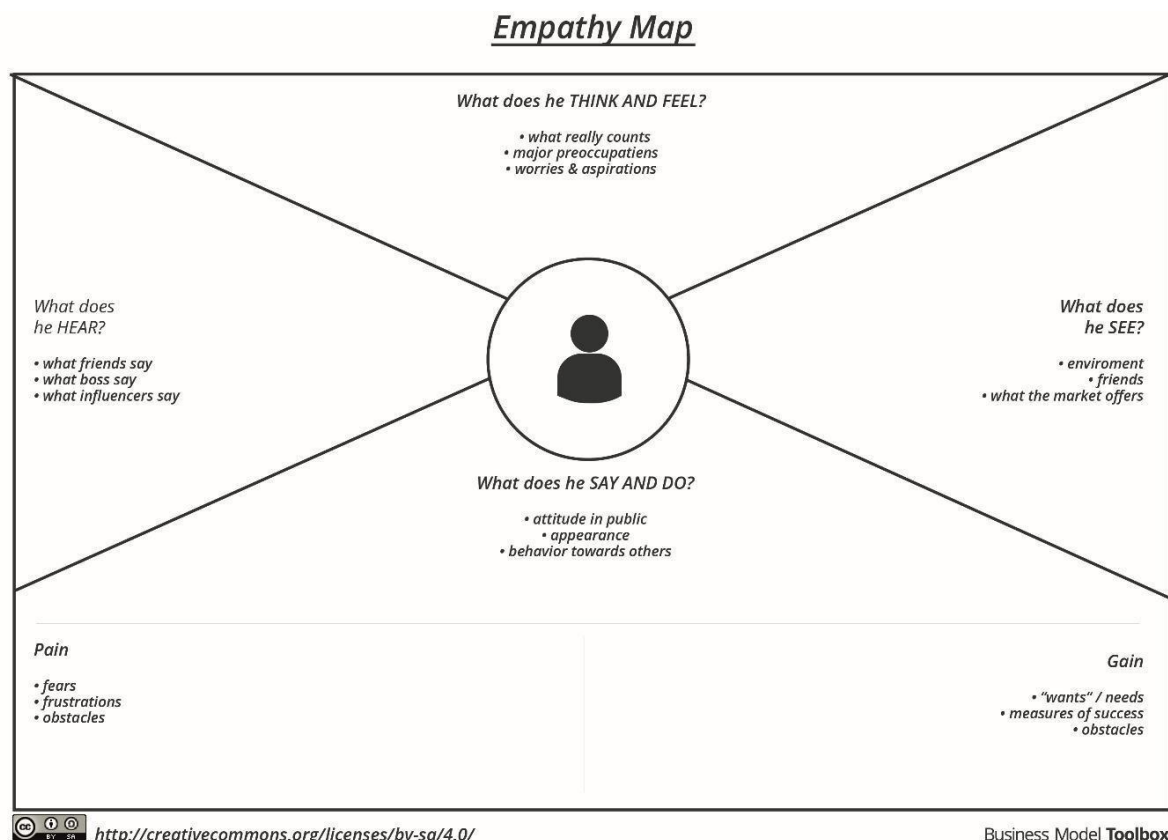 Empathy Map
What does he THINK AND FEEL?
• what really counts
• major preoccupatiens
• worries & aspirations
What does
he HEAR?
• what friends say
• what boss say
• what influencers say
What does
he SEE?
• enviroment
• friends
• what the market offers
What does he SAY AND DO?
• attitude in public
• appearance
• behavior towards others
Pain
• fears
• frustrations
• obstacles
Gain
• “wants” / needs
• measures of success
• obstacles
cc BY SA
http://creativecommons.org/licenses/by-sa/4.0/
Business Model Toolbox